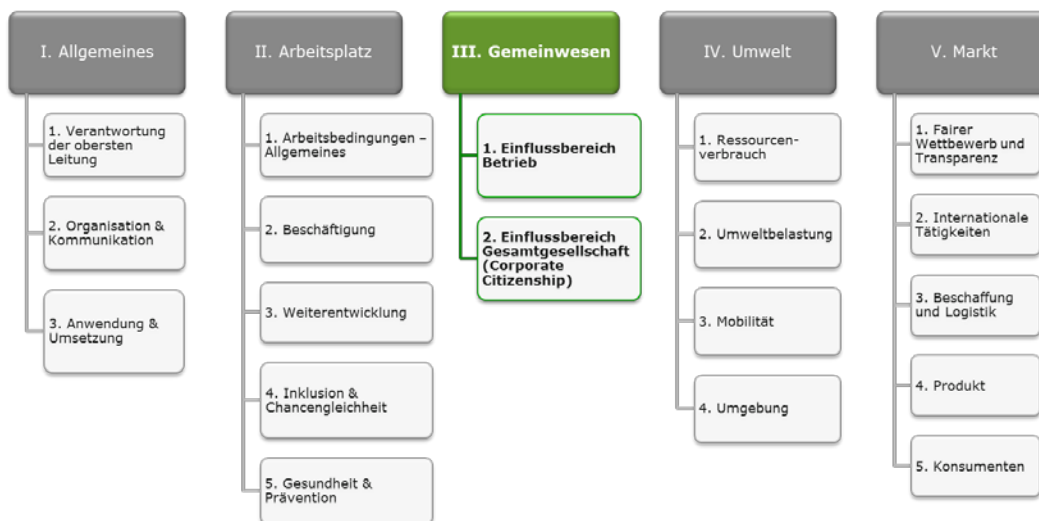 I. Allgemeines
1. Verantwortung
der obersten
Leitung
2. Organisation &
Kommunikation
3. Anwendung &
Umsetzung
II. Arbeitsplatz
1. Arbeitsbedingungen –
Allgemeines
2. Beschäftigung
3. Weiterentwicklung
4. Inklusion &
Chancengleichheit
5. Gesundheit &
Prävention
III. Gemeinwesen
1. Einflussbereich
Betrieb
2. Einflussbereich
Gesamtgesellschaft
(Corporate
Citizenship)
IV. Umwelt
1. Ressourcen-
verbrauch
2. Umweltbelastung
3. Mobilität
4. Umgebung
V. Markt
1. Fairer
Wettbewerb und
Transparenz
2. Internationale
Tätigkeiten
3. Beschaffung
und Logistik
4. Produkt
5. Konsumenten